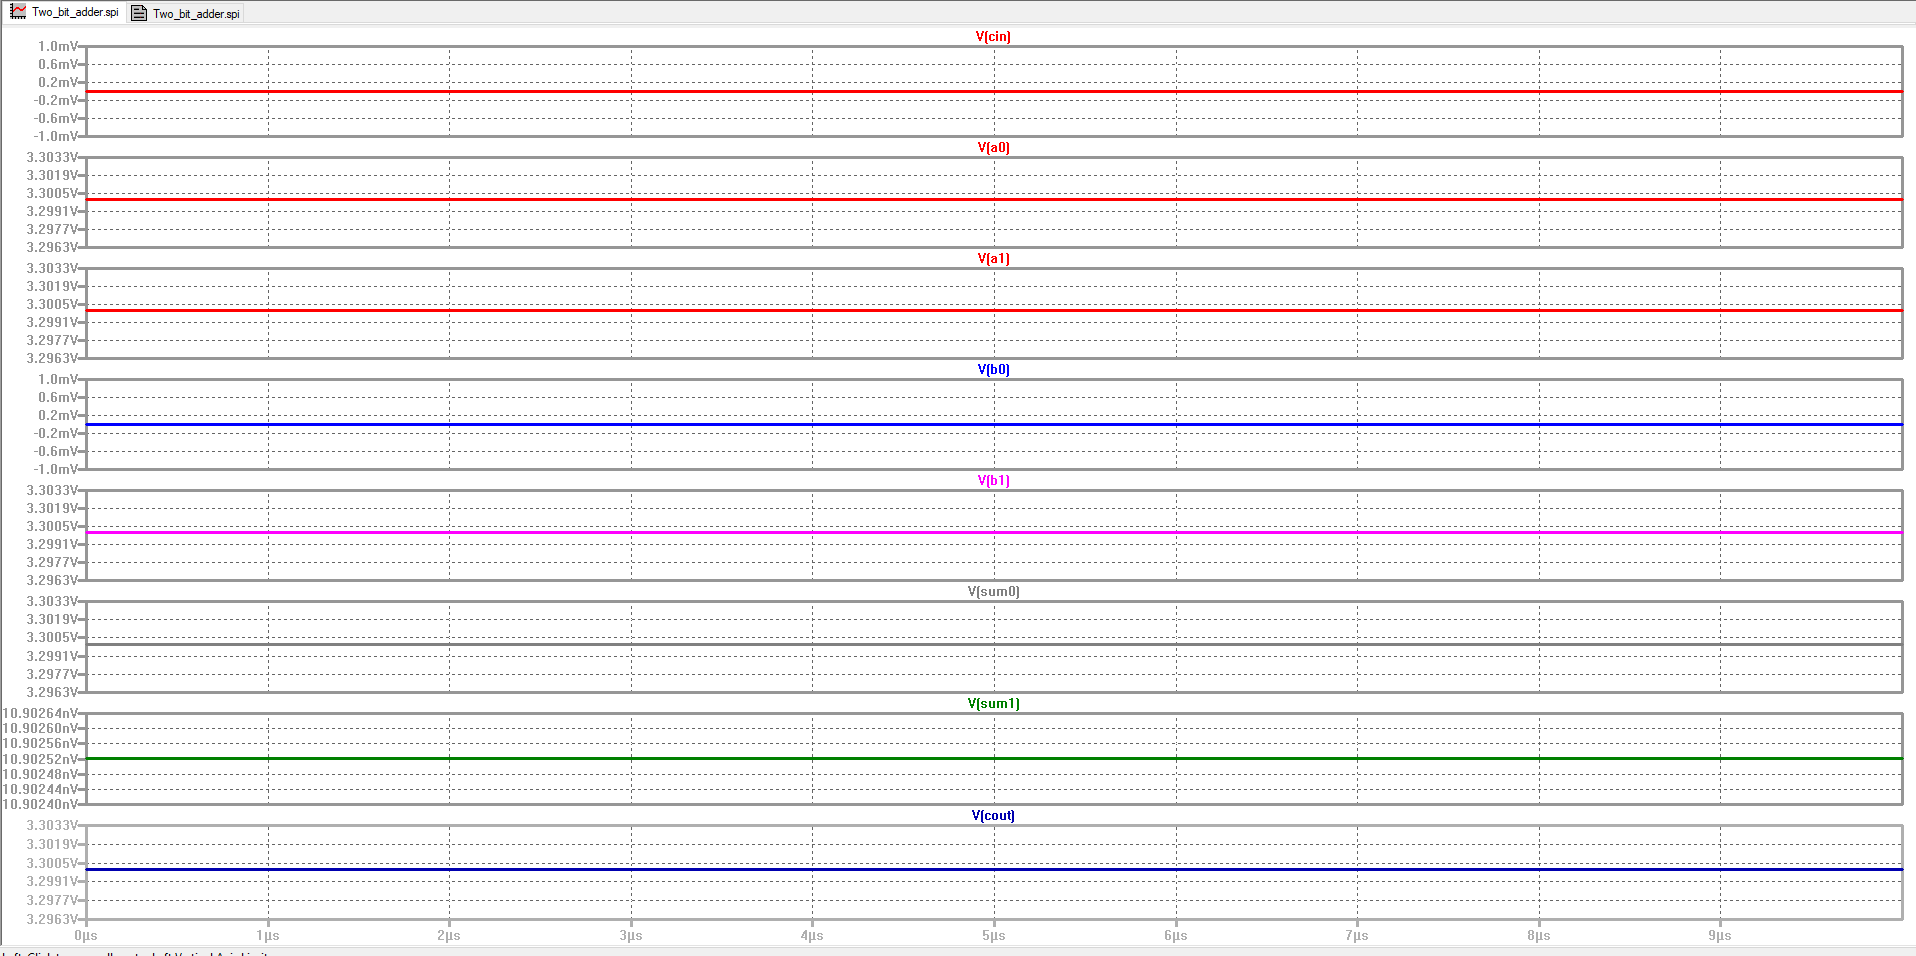 Two_bit_adder.spi Two_bit_adder.spi
V(cin)
1.0mV
0.6mV
0.2mV
-0.2mV
-0.6mV
-1.0mV
V(a0)
3.3033V
3.3019V
3.3005V
3.2991V
3.2977V
3.2963V
V(a1)
3.3033V
3.3019V
3.3005V
3.2991V
3.2977V
3.2963V
V(b0)
1.0mV
0.6mV
0.2mV
-0.2mV
-0.6mV
-1.0mV
V(b1)
3.3033V
3.3019V
3.3005V
3.2991V
3.2977V
3.2963V
V(sum0)
3.3033V
3.3019V
3.3005V
3.2991V
3.2977V
3.2963V
V(sum1)
10.90264nV
10.90260nV
10.90256nV
10.90252nV
10.90248nV
10.90244nV
10.90240nV
V(cout)
3.3033V
3.3019V
3.3005V
3.2991V
3.2977V
3.2963V
0µs 1µs 2µs 3µs 4µs 5µs 6µs 7µs 8µs 9µs